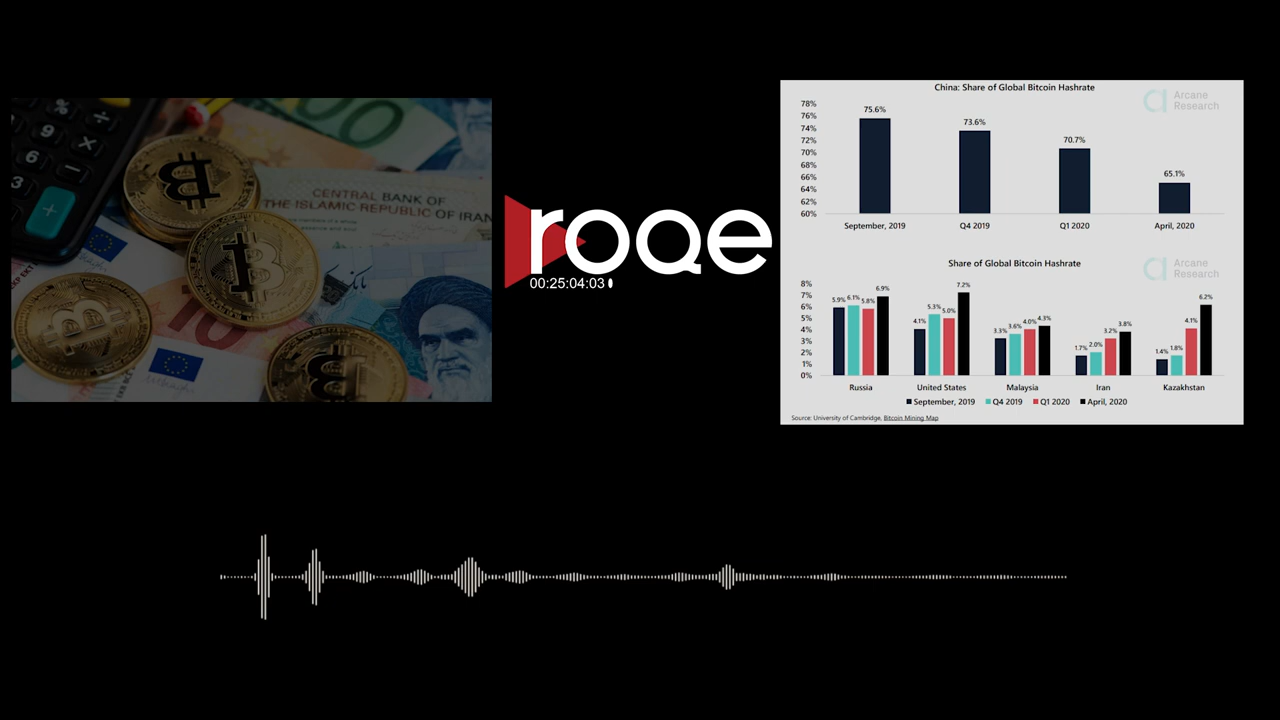 CENTRAL BANK OF
THE ISLAMIC REPUBLIC OF IRAN
roqe
00:25:04:03
China: Share of Global Bitcoin Hashrate
Arcane
Research
78%
76%
74%
72%
70%
68%
66%
64%
62%
60%
75.6%
73.6%
70.7%
65.1%
September, 2019
Q4 2019
Q1 2020
April, 2020
Share of Global Bitcoin Hashrate
Arcane
Research
8%
7%
6%
5%
4%
3%
2%
1%
0%
5.9% 6.1% 5.8% 6.9%
4.1% 5.3% 5.0% 7.2%
3.3% 3.6% 4.0% 4.3%
1.7% 2.0% 3.2% 3.8%
1.4% 1.8% 4.1% 6.2%
Russia
United States
Malaysia
Iran
Kazakhstan
September, 2019 Q4 2019 Q1 2020 April, 2020
Source: University of Cambridge, Bitcoin Mining Map